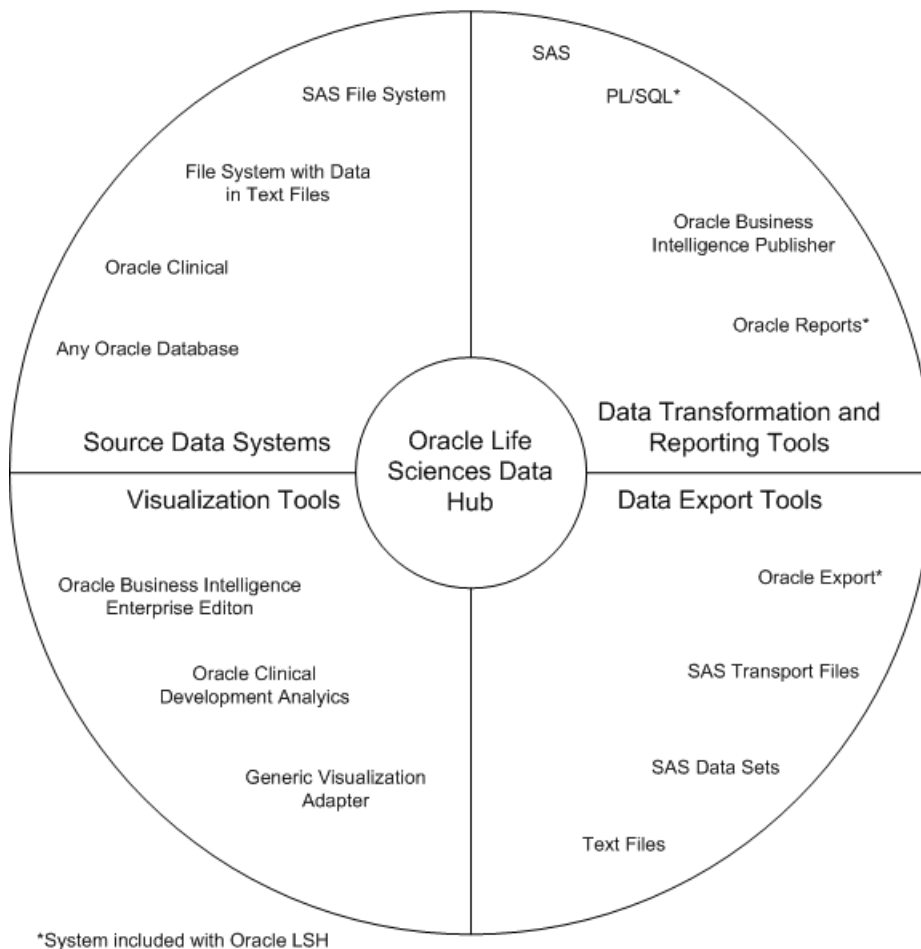 SAS File System
File System with Data
in Text Files
Oracle Clinical
Any Oracle Database
Source Data Systems
SAS
PL/SQL*
Oracle Business
Intelligence Publisher
Oracle Reports*
Data Transformation and
Reporting Tools
Oracle Life
Sciences Data
Hub
Visualization Tools
Oracle Business Intelligence
Enterprise Editon
Oracle Clinical
Development Analyics
Generic Visualization
Adapter
Data Export Tools
Oracle Export*
SAS Transport Files
SAS Data Sets
Text Files
*System included with Oracle LSH